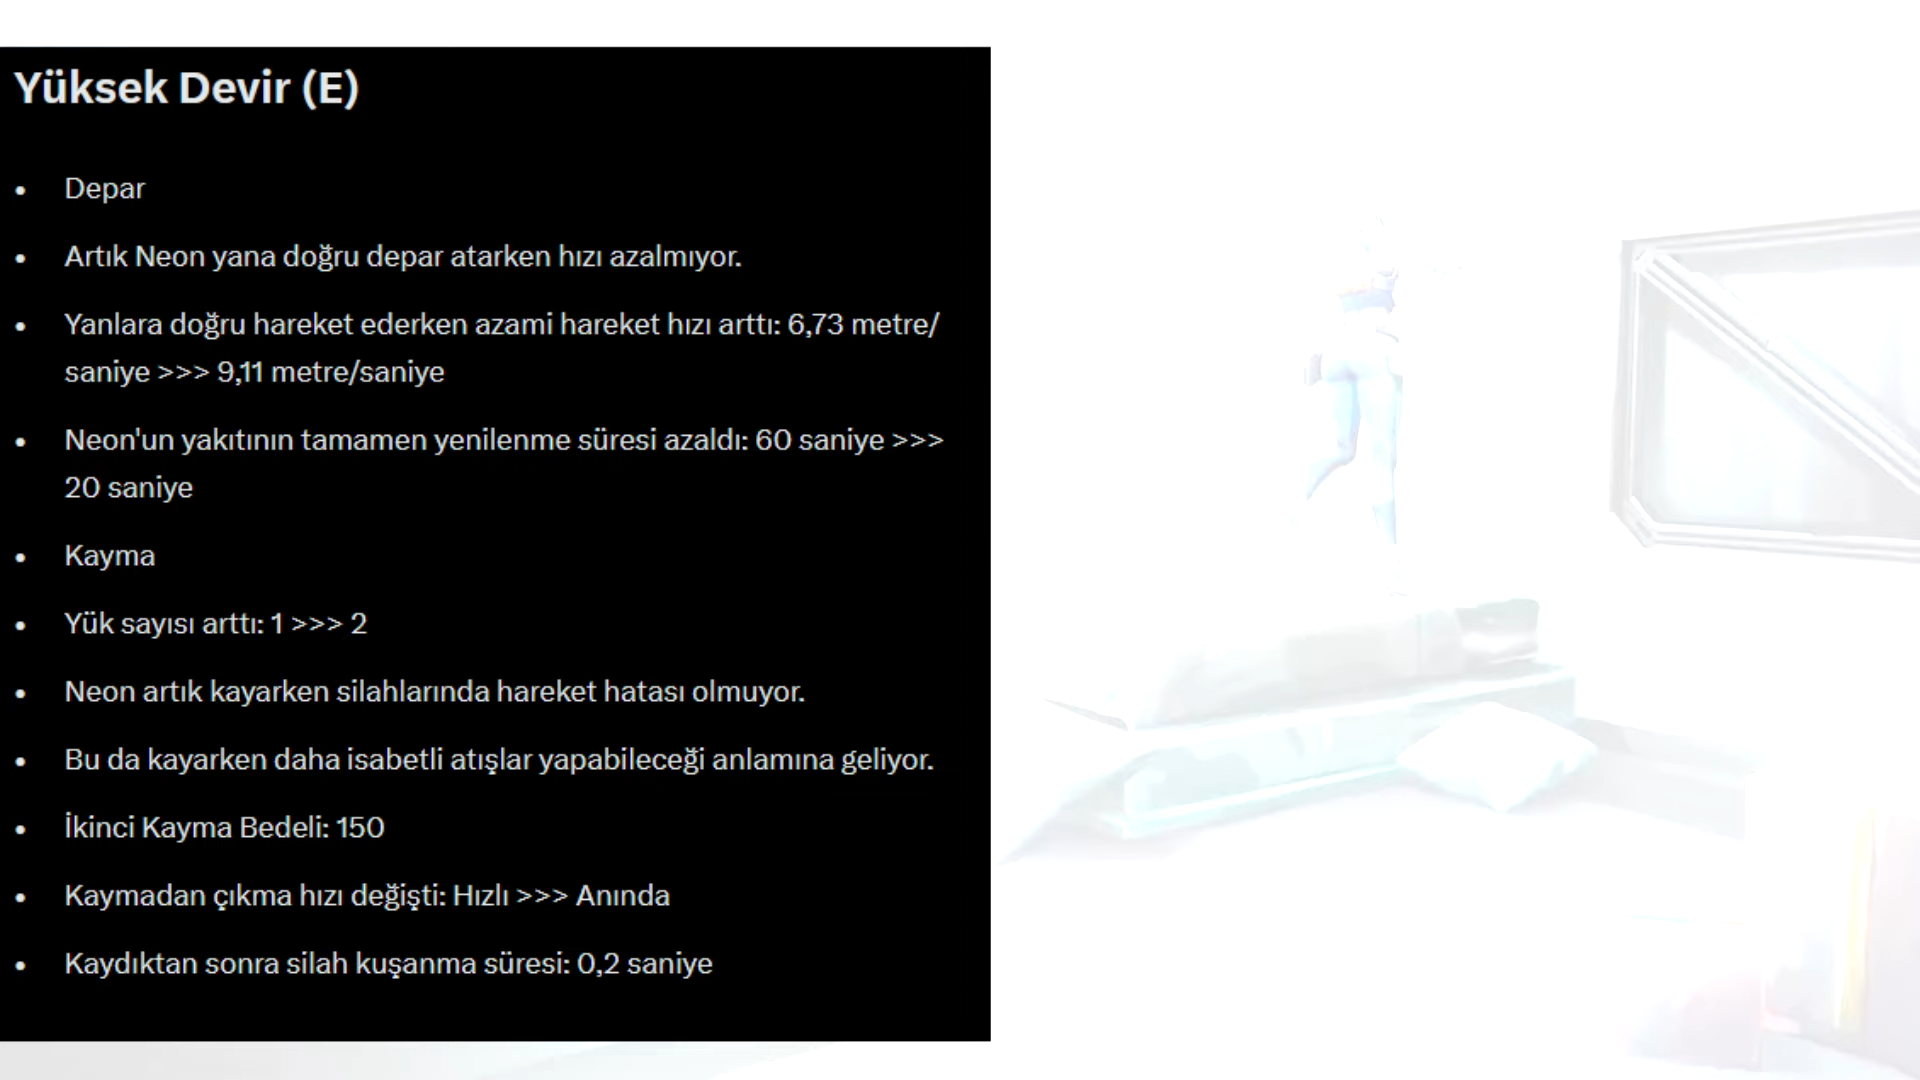 Yüksek Devir (E)
• Depar
• Artık Neon yana doğru depar atarken hızı azalmıyor.
• Yanlara doğru hareket ederken azami hareket hızı arttı: 6,73 metre/
saniye >>> 9,11 metre/saniye
• Neon'un yakıtının tamamen yenilenme süresi azaldı: 60 saniye >>>
20 saniye
• Kayma
• Yük sayısı arttı: 1 >>> 2
• Neon artık kayarken silahlarında hareket hatası olmuyor.
• Bu da kayarken daha isabetli atışlar yapabileceği anlamına geliyor.
• İkinci Kayma Bedeli: 150
• Kaymadan çıkma hızı değişti: Hızlı >>> Anında
• Kaydıktan sonra silah kuşanma süresi: 0,2 saniye